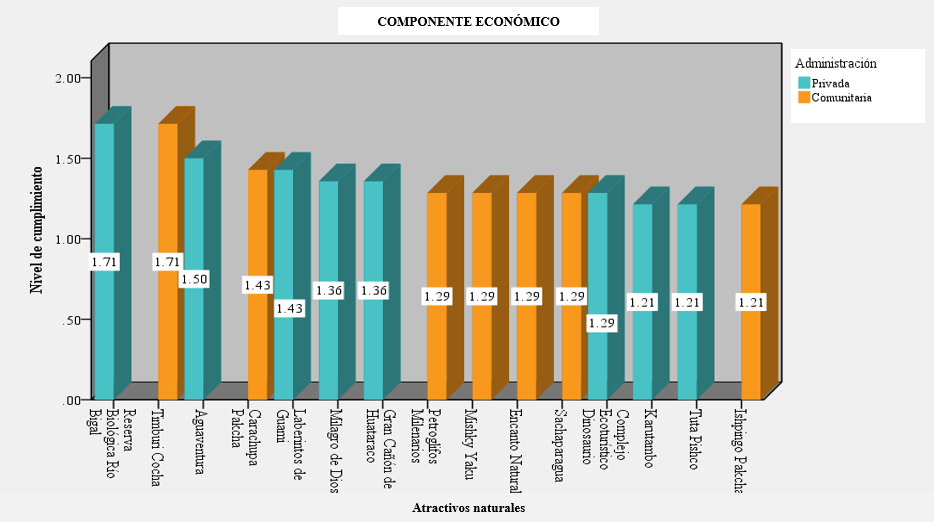 COMPONENTE ECONÓMICO
Administración
Privada
Comunitaria
Nivel de cumplimiento
2.00
1.50
1.00
.50
.00
1.71
1.71
1.50
1.43
1.43
1.36
1.36
1.29
1.29
1.29
1.29
1.29
1.21
1.21
1.21
Reserva
Biológica Río
Bigal
Timburi Cocha
Aguaventura
Carachupa
Pakcha
Laberintos de
Guami
Milagro de Dios
Gran Cañón de
Huataraco
Petroglifos
Milenarios
Mishky Yaku
Encanto Natural
Sachaparagua
Complejo
Ecoturístico
Dinosaurio
Karutambo
Tuta Pishco
Ishpingo Pakcha
Atractivos naturales